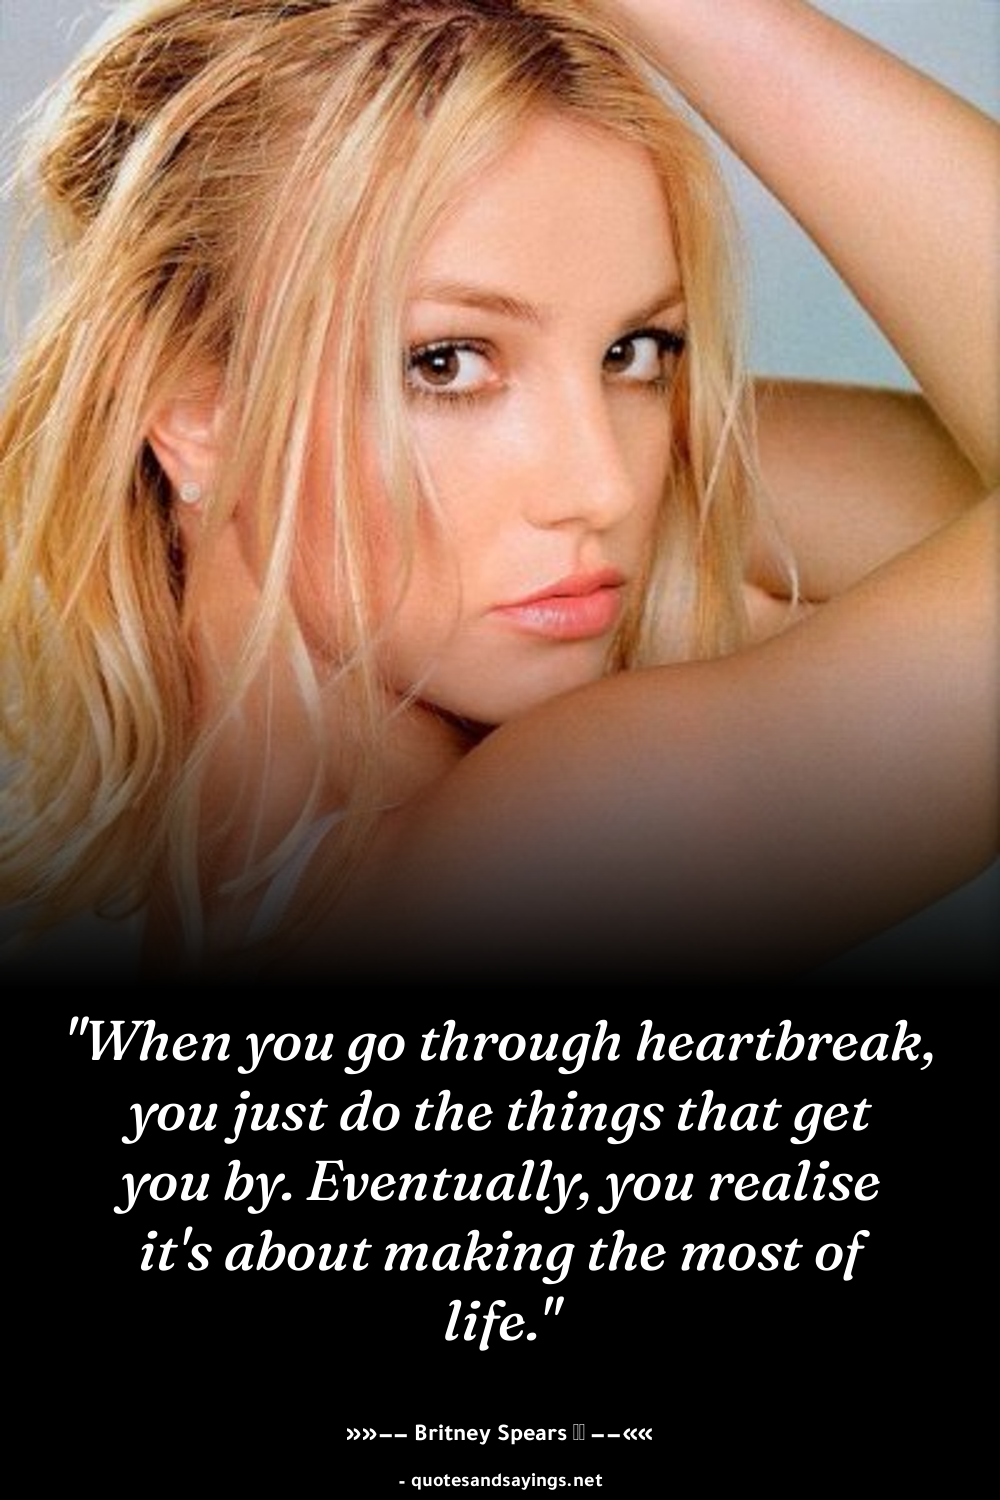 "When you go through heartbreak,
you just do the things that get
you by. Eventually, you realise
it's about making the most of
life."
»»–– Britney Spears ––««
- quotesandsayings.net